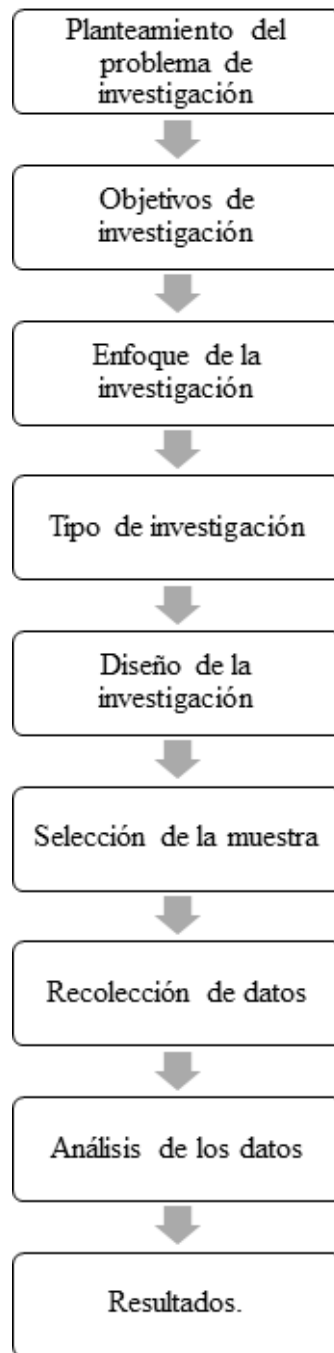 Planteamiento del
problema de
investigación
Objetivos de
investigación
Enfoque de la
investigación
Tipo de investigación
Diseño de la
investigación
Selección de la muestra
Recolección de datos
Análisis de los datos
Resultados.